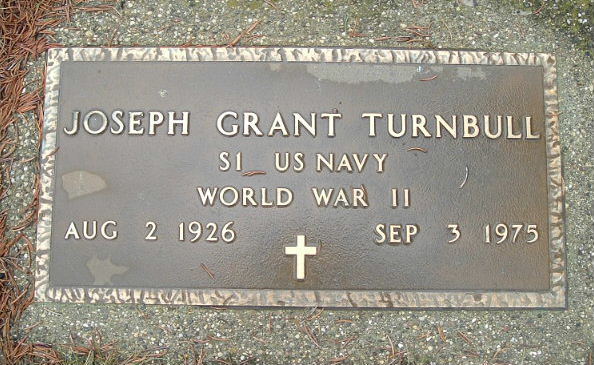 JOSEPH GRANT TURNBULL
S1 US NAVY
WORLD WAR II
AUG 2 1926 SEP 3 1975